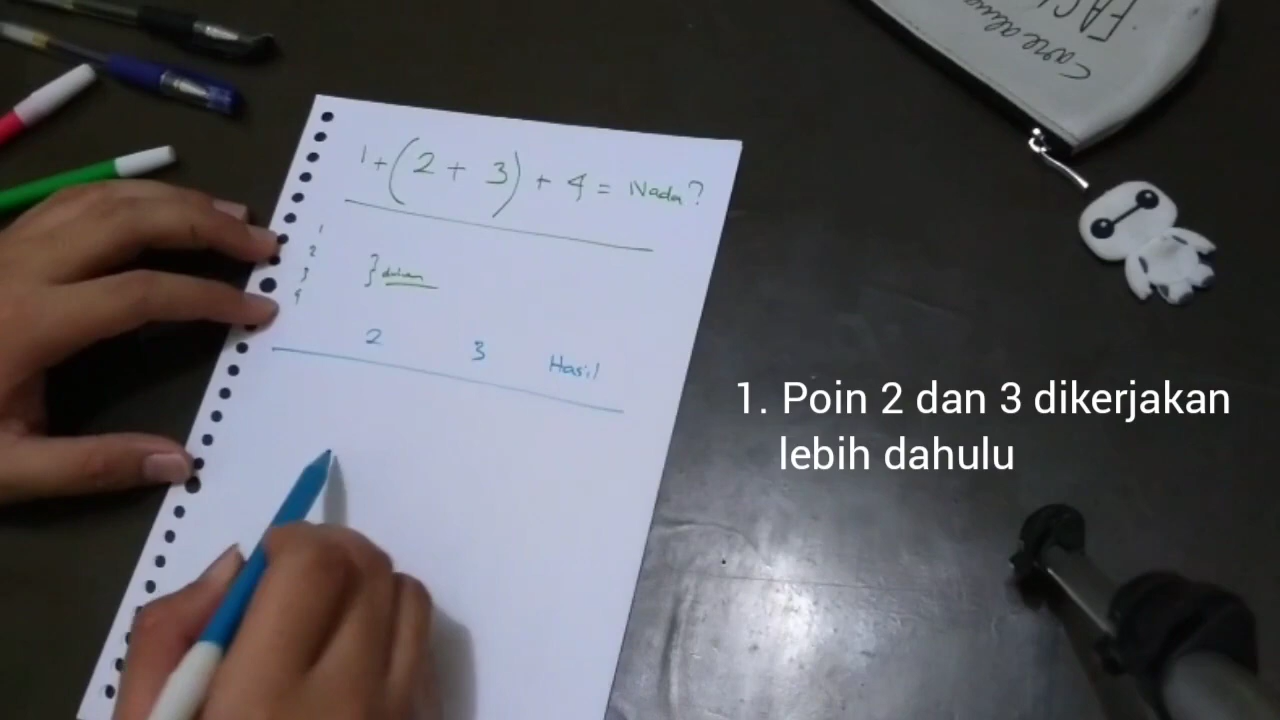 1 + (2 + 3) + 4 = Nada?
1
2
3
4
} duluan
2 3 Hasil
1. Poin 2 dan 3 dikerjakan
lebih dahulu